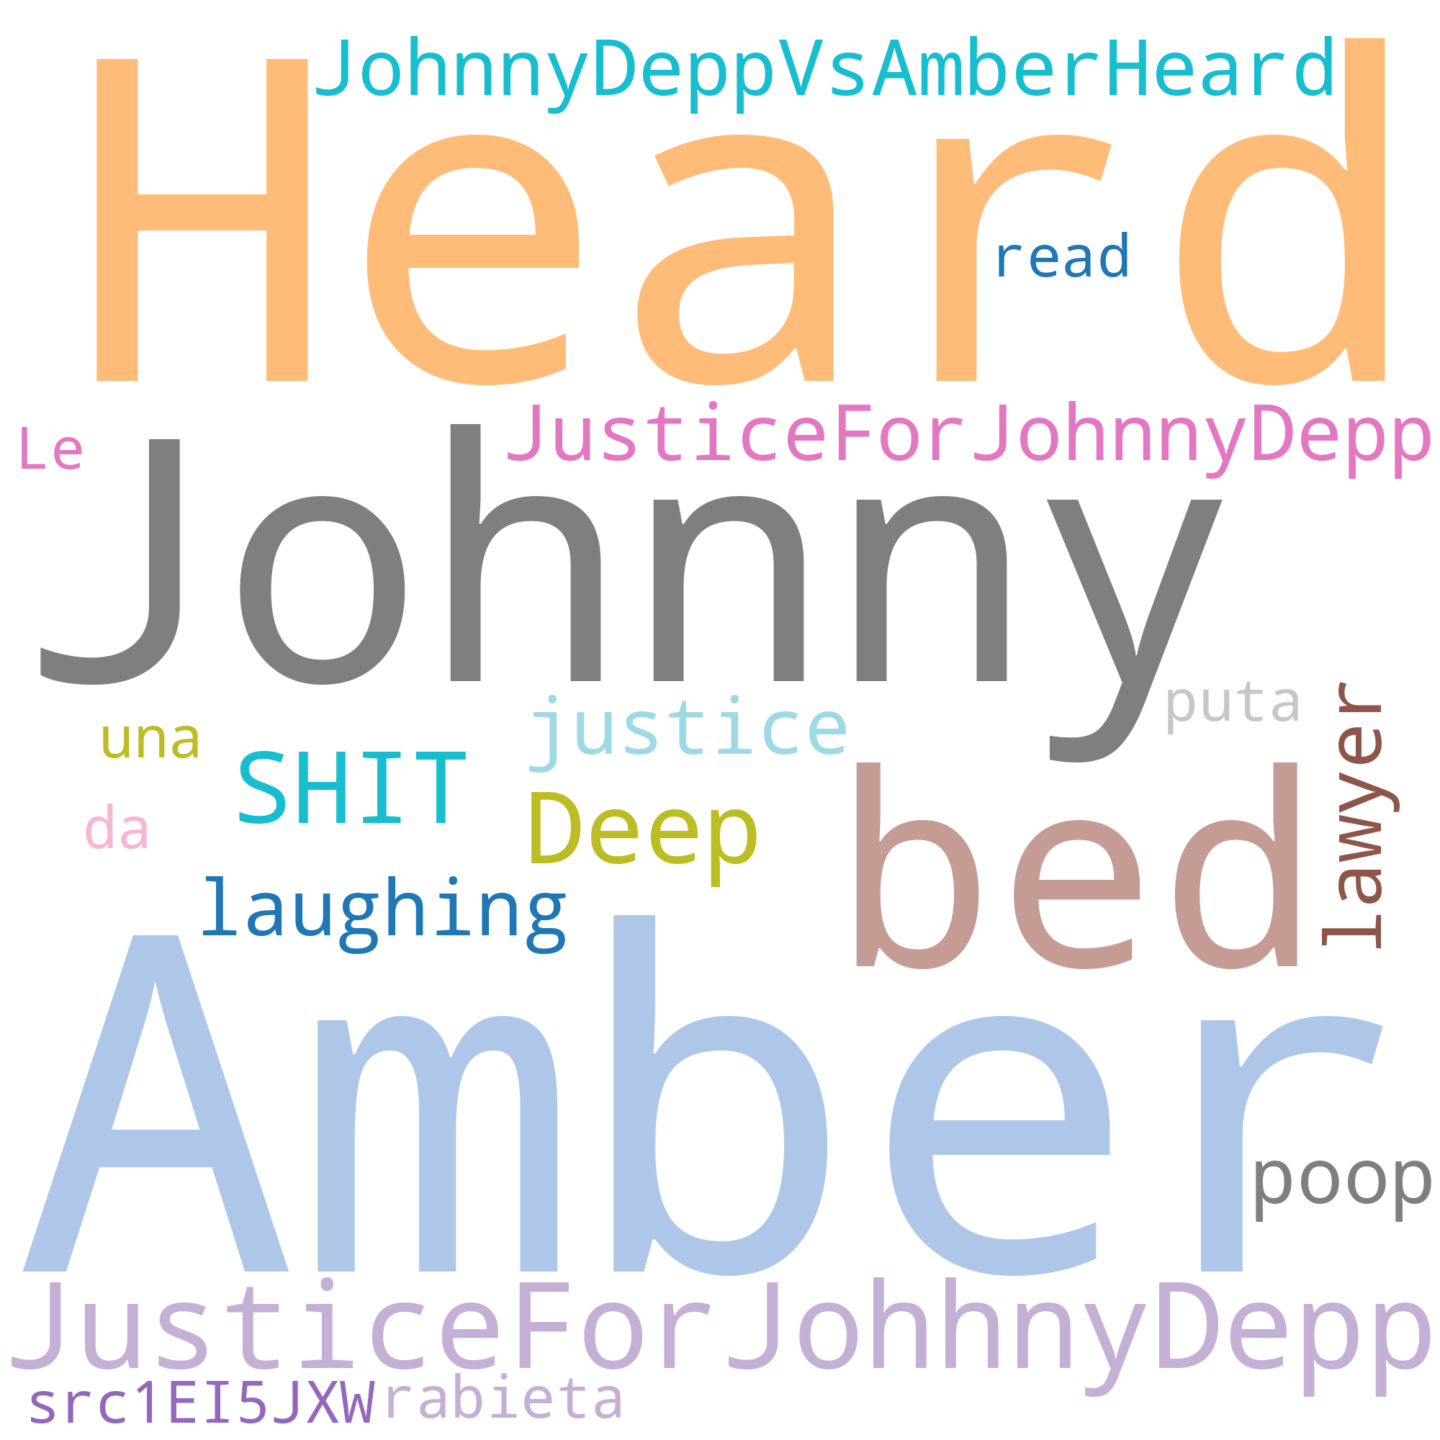 JohnnyDeppVsAmberHeard
Heard
read
Le
JusticeForJohnnyDepp
Johnny
puta
una
justice
lawyer
SHIT
Deep
bed
da
laughing
Amber
poop
JusticeForJohhnyDepp
src1EI5JXW
rabieta